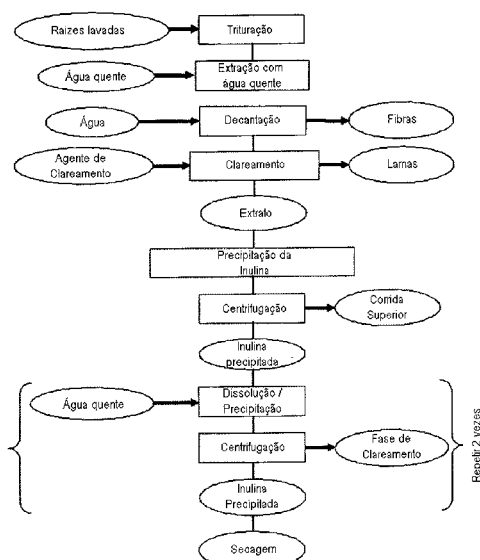 Raizes lavadas
Trituração
Água quente
Extração com
água quente
Água
Decantação
Fibras
Agente de
Clareamento
Clareamento
Lamas
Extrato
Precipitação da
Inulina
Centrifugação
Corrida
Superior
Inulina
precipitada
Água quente
Dissolução /
Precipitação
Centrifugação
Fase de
Clareamento
Inulina
Precipitada
Secagem
Repetir 2 vezes